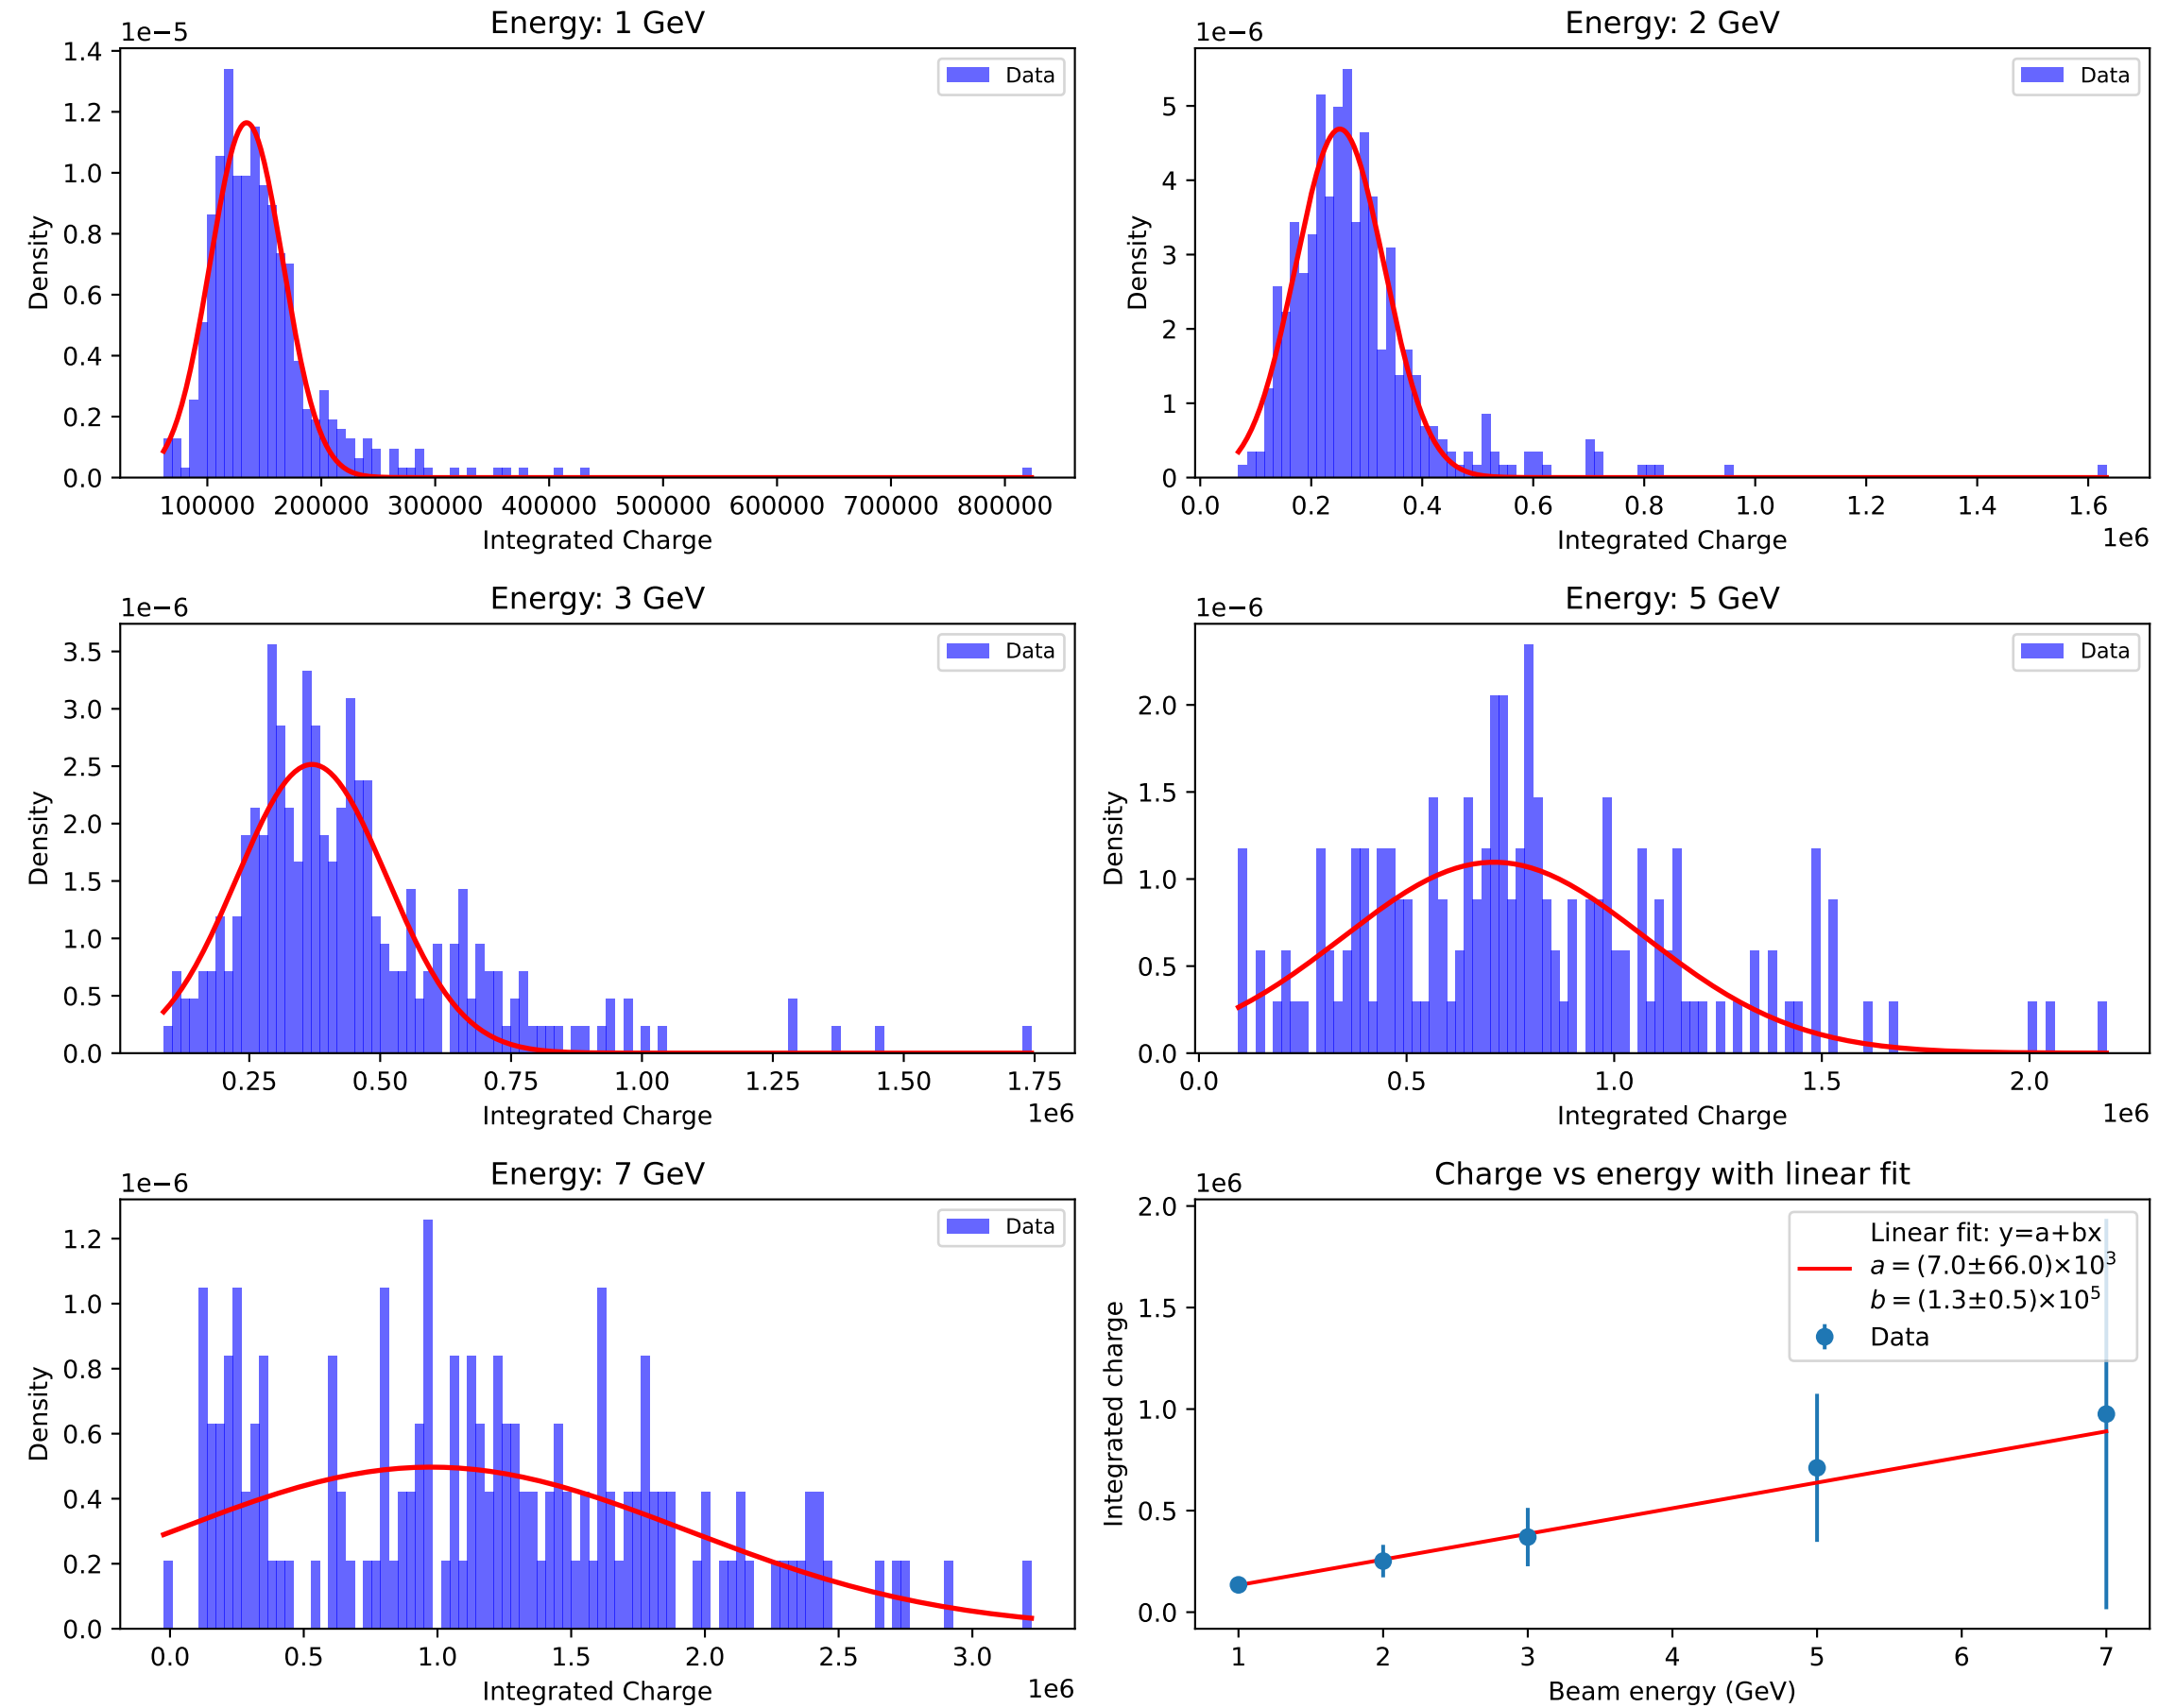 Energy: 1 GeV
1e−5
Data
1.4
1.2
1.0
0.8
0.6
0.4
0.2
0.0
Density
100000 200000 300000 400000 500000 600000 700000 800000
Integrated Charge
Energy: 2 GeV
1e−6
Data
5
4
3
2
1
0
Density
0.0 0.2 0.4 0.6 0.8 1.0 1.2 1.4 1.6
1e6
Integrated Charge
Energy: 3 GeV
1e−6
Data
3.5
3.0
2.5
2.0
1.5
1.0
0.5
0.0
Density
0.25 0.50 0.75 1.00 1.25 1.50 1.75
1e6
Integrated Charge
Energy: 5 GeV
1e−6
Data
2.0
1.5
1.0
0.5
0.0
Density
0.0 0.5 1.0 1.5 2.0
1e6
Integrated Charge
Energy: 7 GeV
1e−6
Data
1.2
1.0
0.8
0.6
0.4
0.2
0.0
Density
0.0 0.5 1.0 1.5 2.0 2.5 3.0
1e6
Integrated Charge
Charge vs energy with linear fit
1e6
Linear fit: y=a+bx
a = (7.0±66.0)×10³
b = (1.3±0.5)×10⁵
Data
2.0
1.5
1.0
0.5
0.0
Integrated charge
1 2 3 4 5 6 7
Beam energy (GeV)